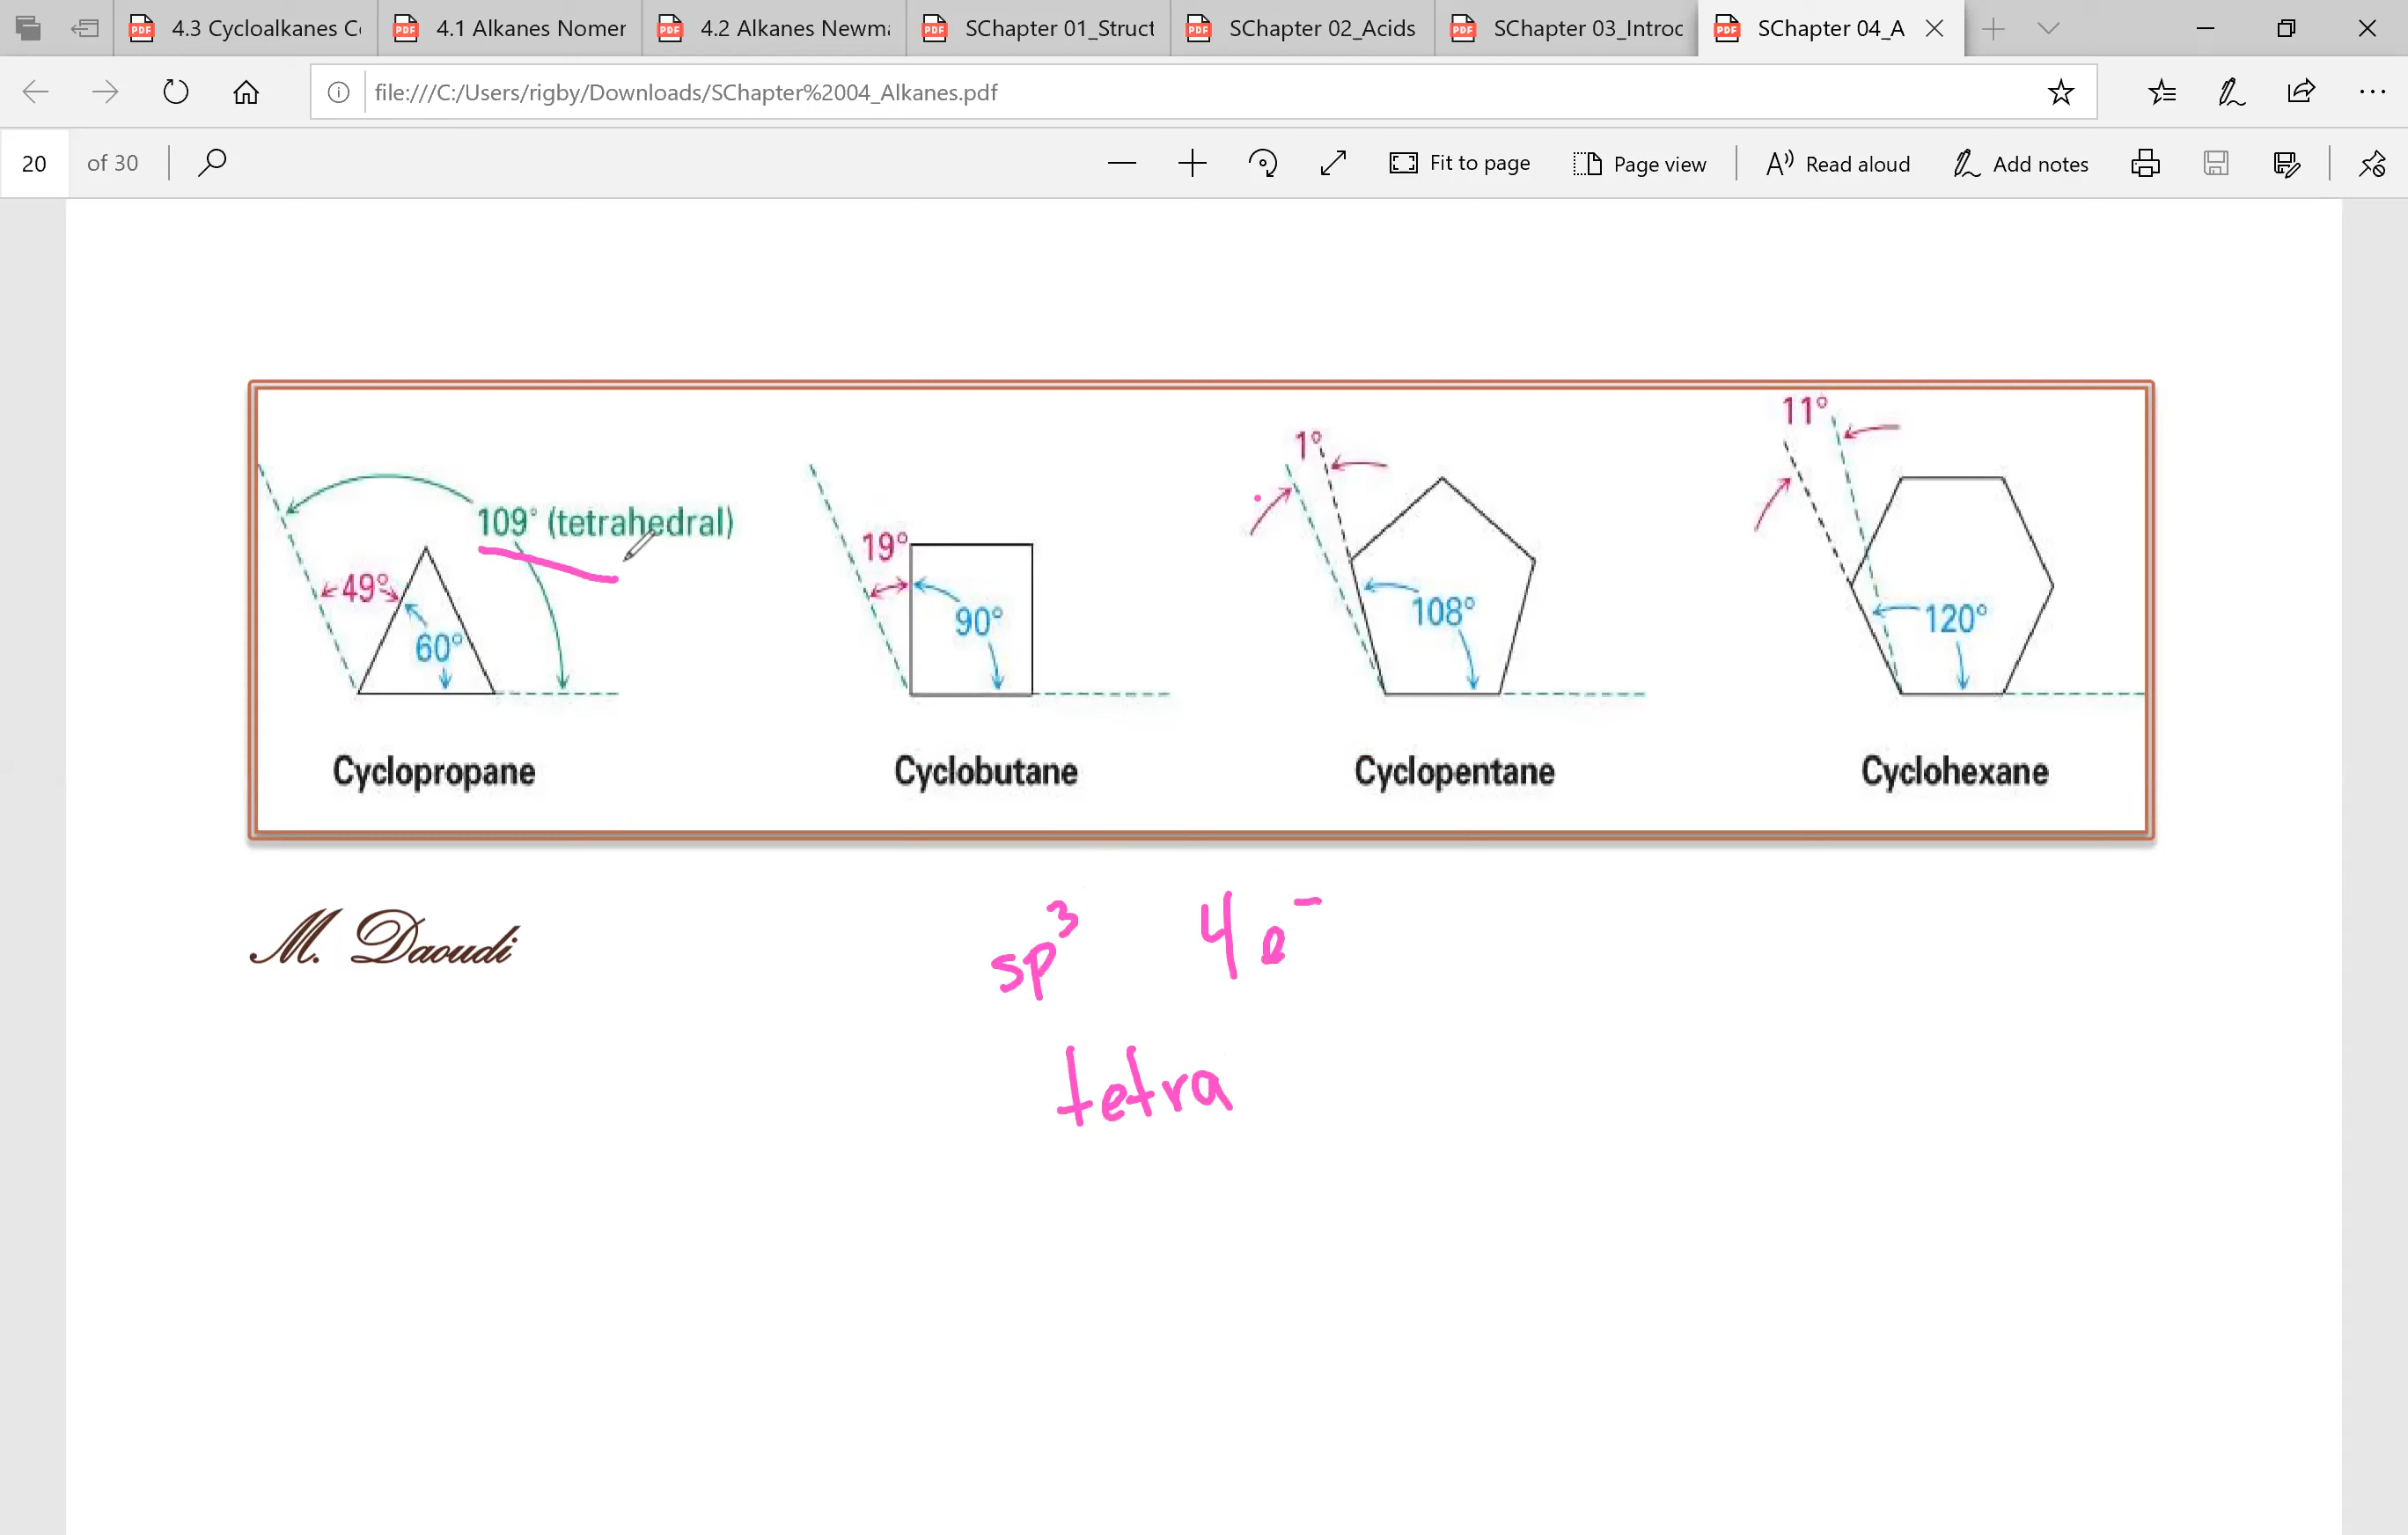 4.3 Cycloalkanes C 4.1 Alkanes Nomer 4.2 Alkanes Newm SChapter 01_Struct SChapter 02_Acids SChapter 03_Introc SChapter 04_A
file:///C:/Users/rigby/Downloads/SChapter%2004_Alkanes.pdf
20 of 30 Fit to page Page view Read aloud Add notes
11°
1°
109° (tetrahedral)
19°
49°
90° 108° 120°
60°
Cyclopropane Cyclobutane Cyclopentane Cyclohexane
M. Daoudi
sp³ 4 e⁻
tetra